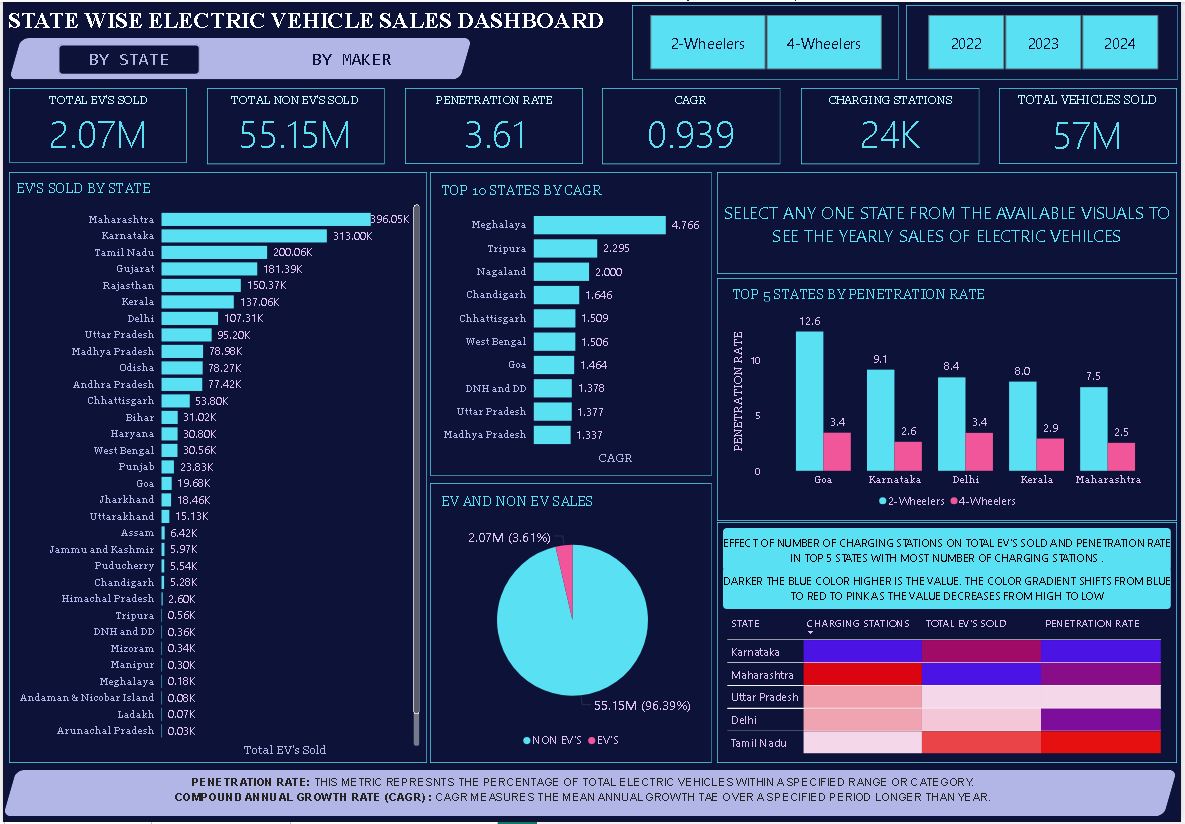 STATE WISE ELECTRIC VEHICLE SALES DASHBOARD
BY STATE
BY MAKER
2-Wheelers
4-Wheelers
2022
2023
2024
TOTAL EV'S SOLD
2.07M
TOTAL NON EV'S SOLD
55.15M
PENETRATION RATE
3.61
CAGR
0.939
CHARGING STATIONS
24K
TOTAL VEHICLES SOLD
57M
EV'S SOLD BY STATE
Maharashtra 396.05K
Karnataka 313.00K
Tamil Nadu 200.06K
Gujarat 181.39K
Rajasthan 150.37K
Kerala 137.06K
Delhi 107.31K
Uttar Pradesh 95.20K
Madhya Pradesh 78.98K
Odisha 78.27K
Andhra Pradesh 77.42K
Chhattisgarh 53.80K
Bihar 31.02K
Haryana 30.80K
West Bengal 30.56K
Punjab 23.83K
Goa 19.68K
Jharkhand 18.46K
Uttarakhand 15.13K
Assam 6.42K
Jammu and Kashmir 5.97K
Puducherry 5.54K
Chandigarh 5.28K
Himachal Pradesh 2.60K
Tripura 0.56K
DNH and DD 0.36K
Mizoram 0.34K
Manipur 0.30K
Meghalaya 0.18K
Andaman & Nicobar Island 0.08K
Ladakh 0.07K
Arunachal Pradesh 0.03K
Total EV's Sold
TOP 10 STATES BY CAGR
Meghalaya 4.766
Tripura 2.295
Nagaland 2.000
Chandigarh 1.646
Chhattisgarh 1.509
West Bengal 1.506
Goa 1.464
DNH and DD 1.378
Uttar Pradesh 1.377
Madhya Pradesh 1.337
CAGR
EV AND NON EV SALES
2.07M (3.61%)
55.15M (96.39%)
NON EV'S EV'S
SELECT ANY ONE STATE FROM THE AVAILABLE VISUALS TO
SEE THE YEARLY SALES OF ELECTRIC VEHILCES
TOP 5 STATES BY PENETRATION RATE
PENETRATION RATE
10
5
0
12.6
3.4
9.1
2.6
8.4
3.4
8.0
2.9
7.5
2.5
Goa Karnataka Delhi Kerala Maharashtra
2-Wheelers 4-Wheelers
EFFECT OF NUMBER OF CHARGING STATIONS ON TOTAL EV'S SOLD AND PENETRATION RATE
IN TOP 5 STATES WITH MOST NUMBER OF CHARGING STATIONS .
DARKER THE BLUE COLOR HIGHER IS THE VALUE. THE COLOR GRADIENT SHIFTS FROM BLUE
TO RED TO PINK AS THE VALUE DECREASES FROM HIGH TO LOW
STATE CHARGING STATIONS TOTAL EV'S SOLD PENETRATION RATE
Karnataka
Maharashtra
Uttar Pradesh
Delhi
Tamil Nadu
PENETRATION RATE: THIS METRIC REPRESNTS THE PERCENTAGE OF TOTAL ELECTRIC VEHICLES WITHIN A SPECIFIED RANGE OR CATEGORY.
COMPOUND ANNUAL GROWTH RATE (CAGR) : CAGR MEASURES THE MEAN ANNUAL GROWTH TAE OVER A SPECIFIED PERIOD LONGER THAN YEAR.